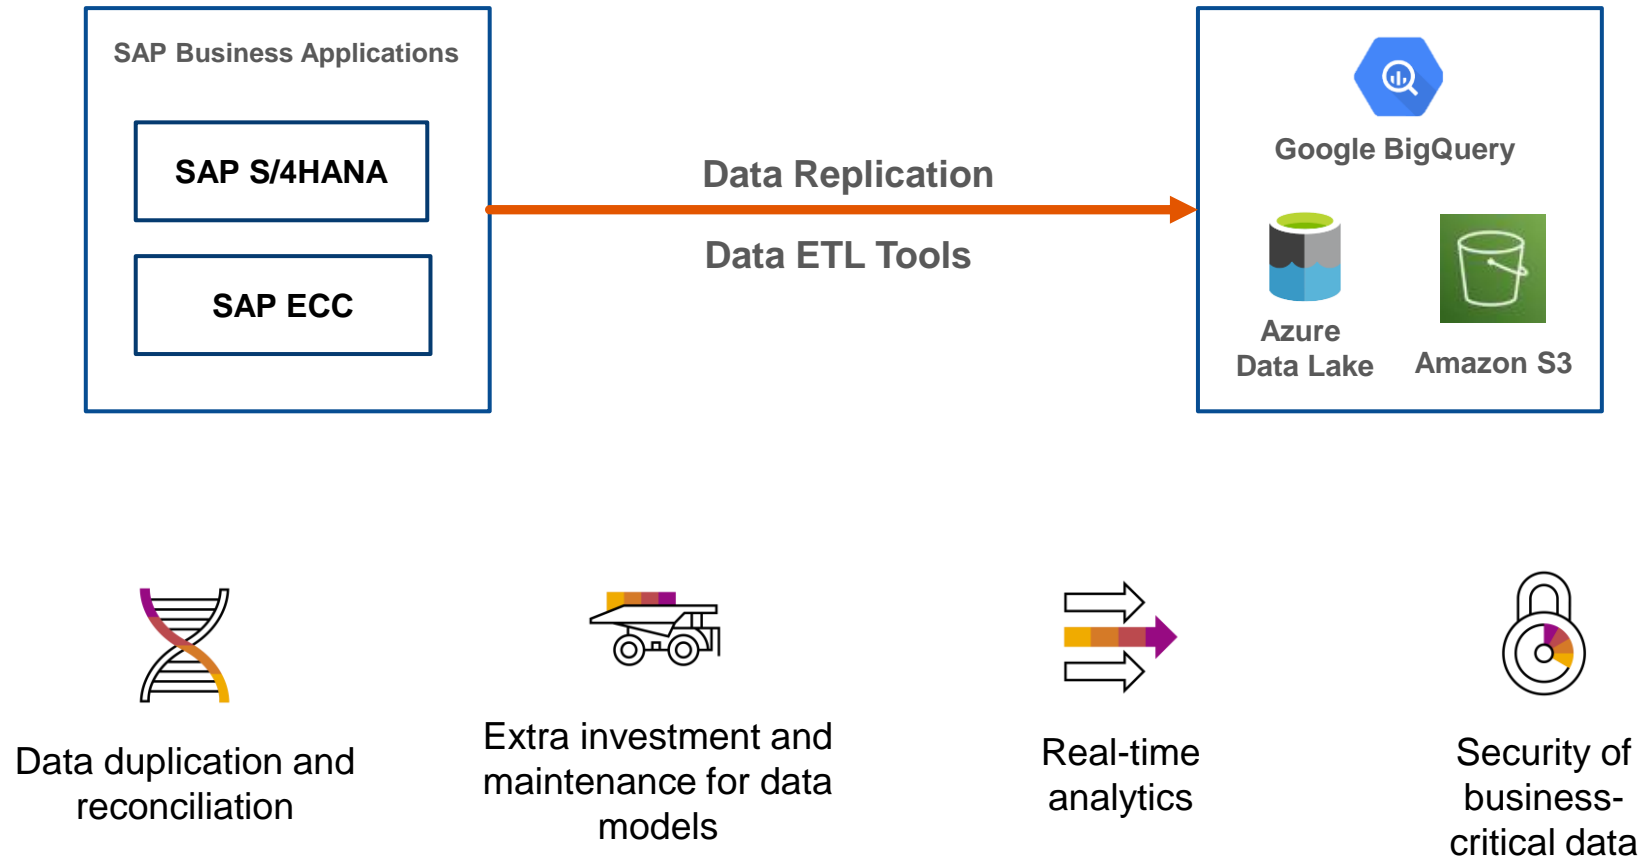 SAP Business Applications
SAP S/4HANA
SAP ECC
Data Replication
Data ETL Tools
Google BigQuery
Azure
Data Lake
Amazon S3
Data duplication and
reconciliation
Extra investment and
maintenance for data
models
Real-time
analytics
Security of
business-
critical data